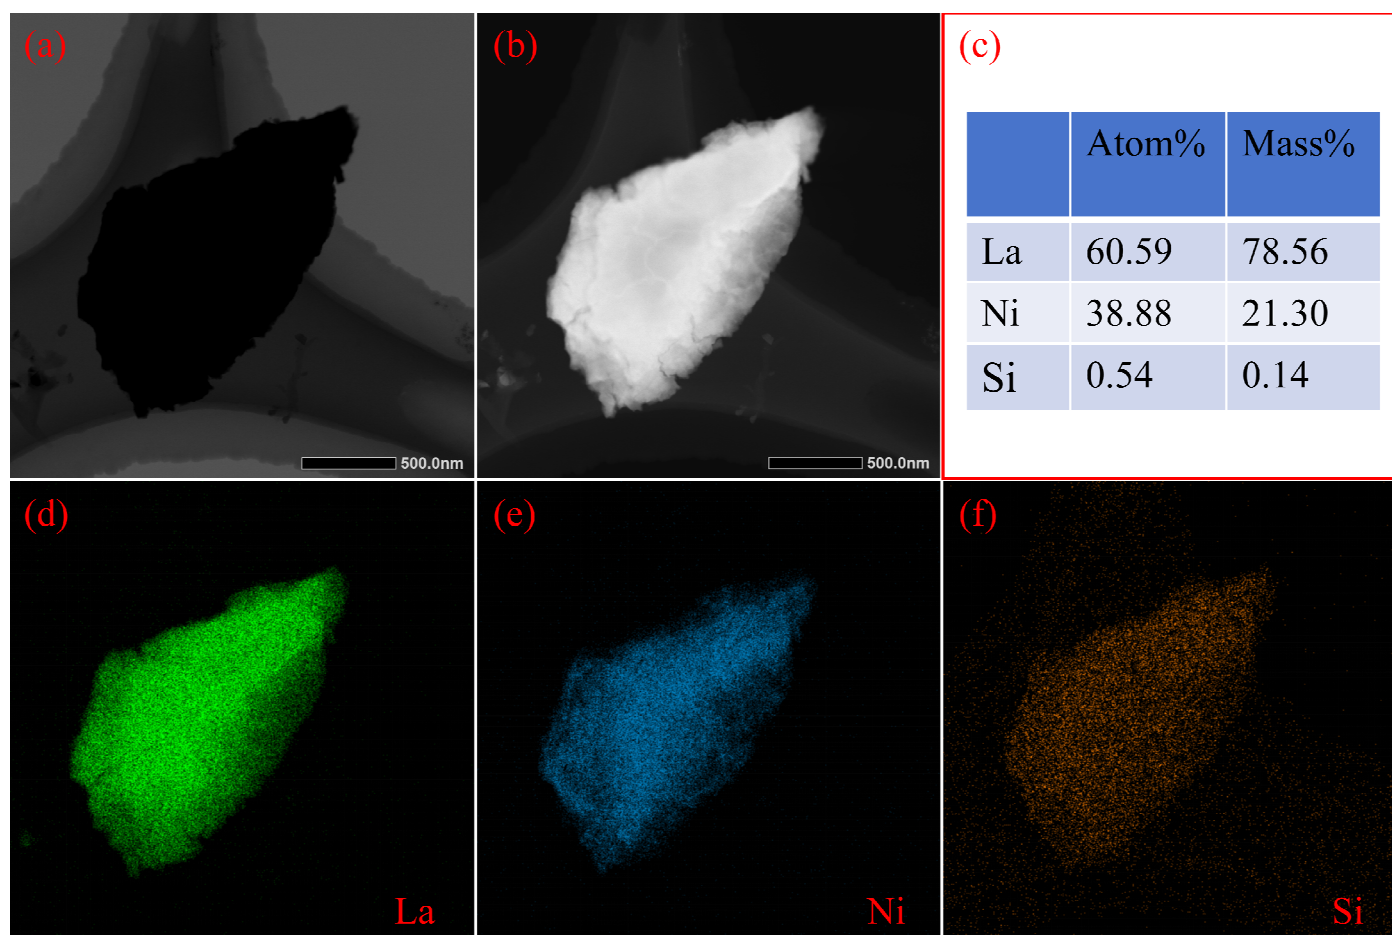 (a)
500.0nm
(b)
500.0nm
(c)
Atom% Mass%
La 60.59 78.56
Ni 38.88 21.30
Si 0.54 0.14
(d)
La
(e)
Ni
(f)
Si